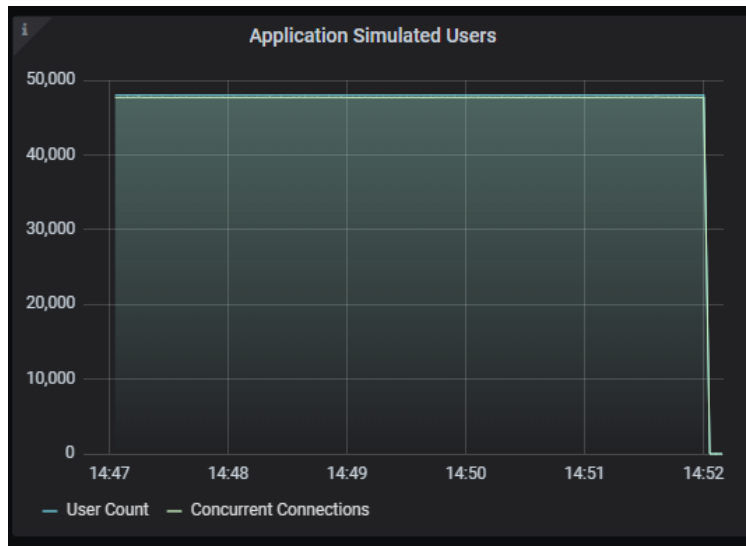 i
Application Simulated Users
50,000
40,000
30,000
20,000
10,000
0
14:47 14:48 14:49 14:50 14:51 14:52
User Count Concurrent Connections